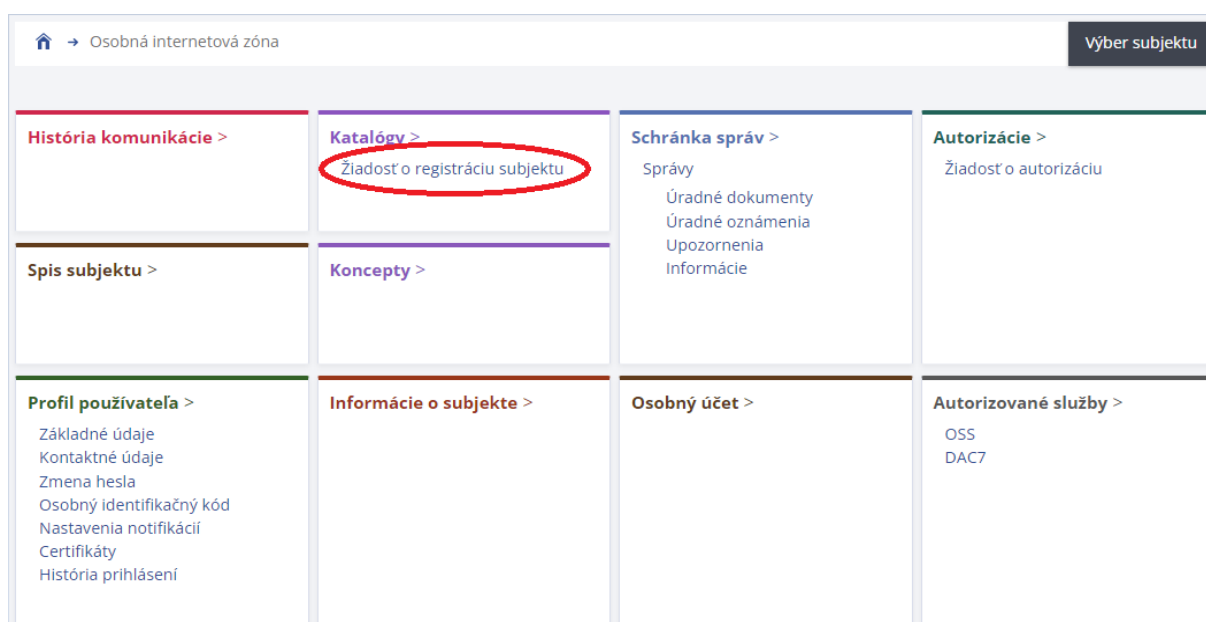 → Osobná internetová zóna
Výber subjektu
História komunikácie >
Katalógy >
Žiadosť o registráciu subjektu
Schránka správ >
Správy
Úradné dokumenty
Úradné oznámenia
Upozornenia
Informácie
Autorizácie >
Žiadosť o autorizáciu
Spis subjektu >
Koncepty >
Profil používateľa >
Základné údaje
Kontaktné údaje
Zmena hesla
Osobný identifikačný kód
Nastavenia notifikácií
Certifikáty
História prihlásení
Informácie o subjekte >
Osobný účet >
Autorizované služby >
OSS
DAC7